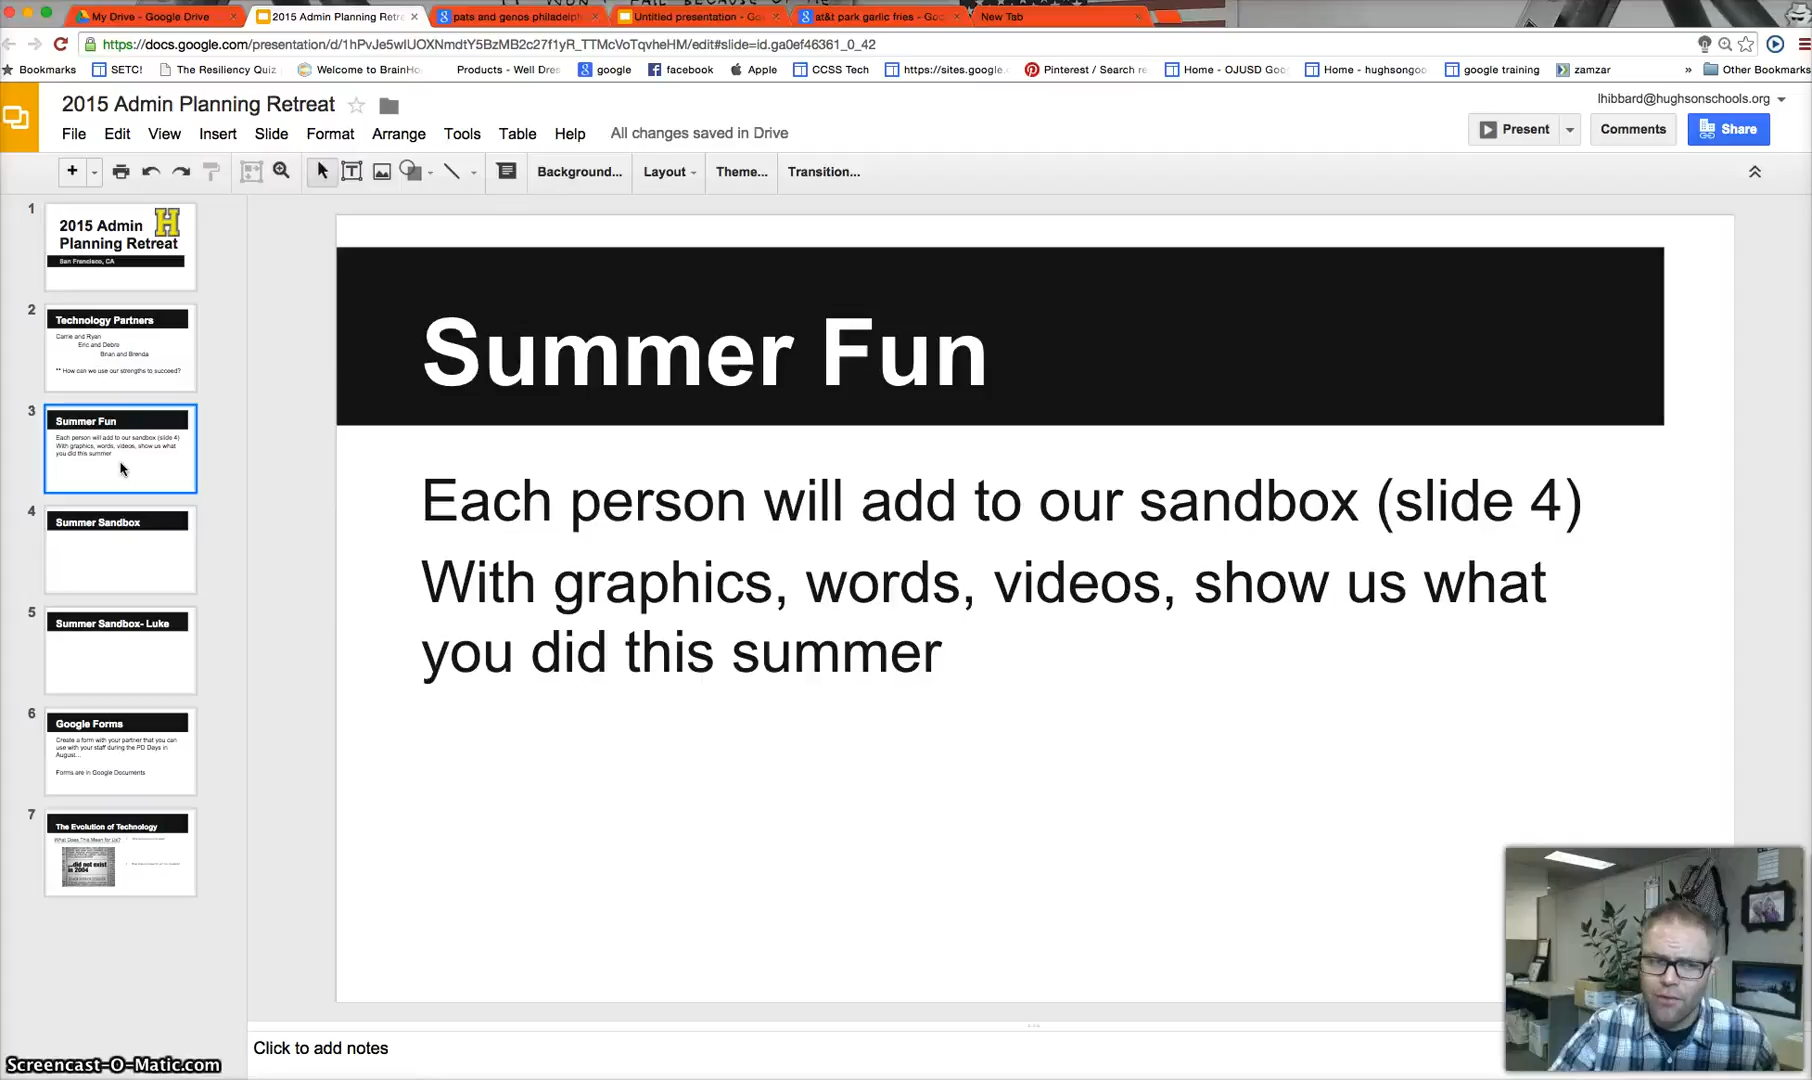 My Drive - Google Drive
2015 Admin Planning Retre
pats and genos philadelph
Untitled presentation - Go
at&t park garlic fries - Go
New Tab
https://docs.google.com/presentation/d/1hPvJe5wIUOXNmdtY5BzMB2c27f1yR_TTMcVoTqvheHM/edit#slide=id.ga0ef46361_0_42
Bookmarks
SETC!
The Resiliency Quiz
Welcome to BrainHo
Products - Well Dres
google
facebook
Apple
CCSS Tech
https://sites.google.c
Pinterest / Search re
Home - OJUSD Goo
Home - hughsongoo
google training
zamzar
»
Other Bookmarks
2015 Admin Planning Retreat
lhibbard@hughsonschools.org
File Edit View Insert Slide Format Arrange Tools Table Help All changes saved in Drive
Present
Comments
Share
Background...
Layout
Theme...
Transition...
1
2015 Admin
Planning Retreat
H
San Francisco, CA
2
Technology Partners
Carrie and Ryan
Eric and Debra
Brian and Brenda
** How can we use our strengths to succeed?
3
Summer Fun
Each person will add to our sandbox (slide 4)
With graphics, words, videos, show us what
you did this summer
4
Summer Sandbox
5
Summer Sandbox- Luke
6
Google Forms
Create a form with your partner that you can
use with your staff during the PD Days in
August...
Forms are in Google Documents
7
The Evolution of Technology
What Does This Mean for Us?
...did not exist
in 2004
Summer Fun
Each person will add to our sandbox (slide 4)
With graphics, words, videos, show us what
you did this summer
Click to add notes
Screencast-O-Matic.com